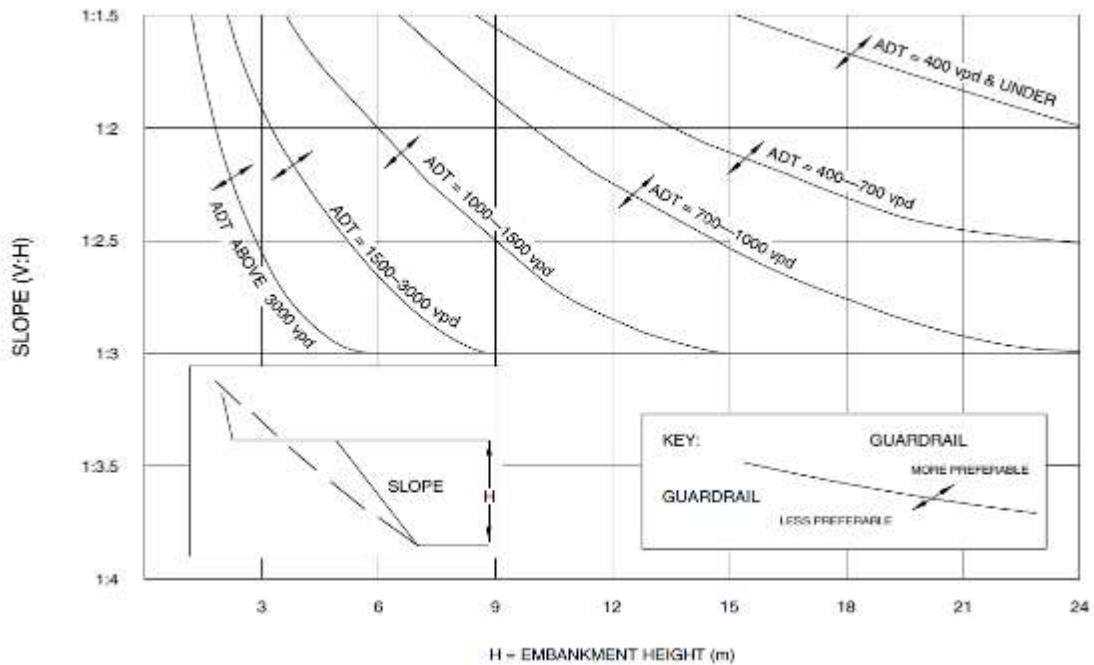 1:1.5
1:2
1:2.5
1:3
1:3.5
1:4
SLOPE (V:H)
ADT ABOVE 3000 vpd
ADT = 1500–3000 vpd
ADT = 1000–1500 vpd
ADT = 700–1000 vpd
ADT = 400–700 vpd
ADT = 400 vpd & UNDER
SLOPE
H
KEY:
GUARDRAIL
MORE PREFERABLE
GUARDRAIL
LESS PREFERABLE
3 6 9 12 15 18 21 24
H = EMBANKMENT HEIGHT (m)